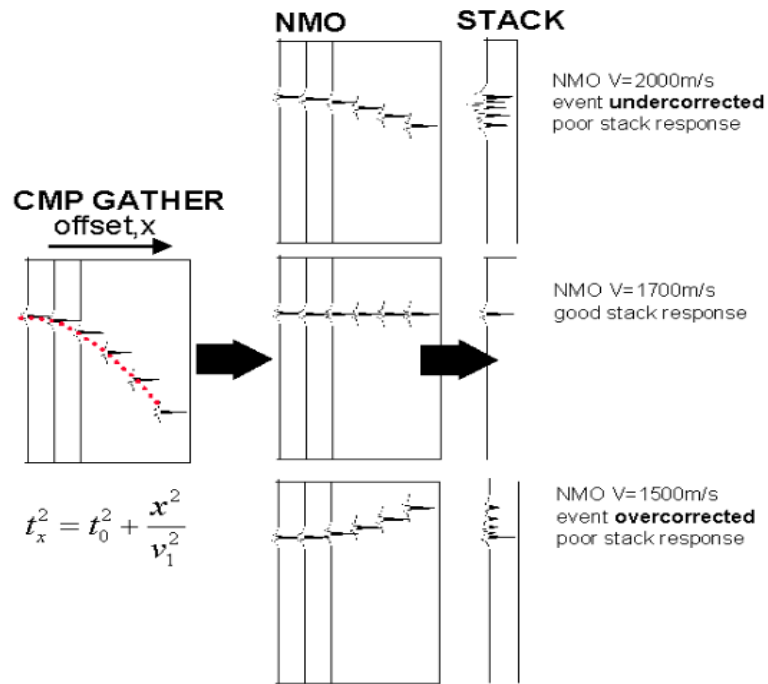 NMO
STACK
NMO V=2000m/s
event undercorrected
poor stack response
CMP GATHER
offset,x
NMO V=1700m/s
good stack response
t_x^2 = t_0^2 + x^2 / v_1^2
NMO V=1500m/s
event overcorrected
poor stack response